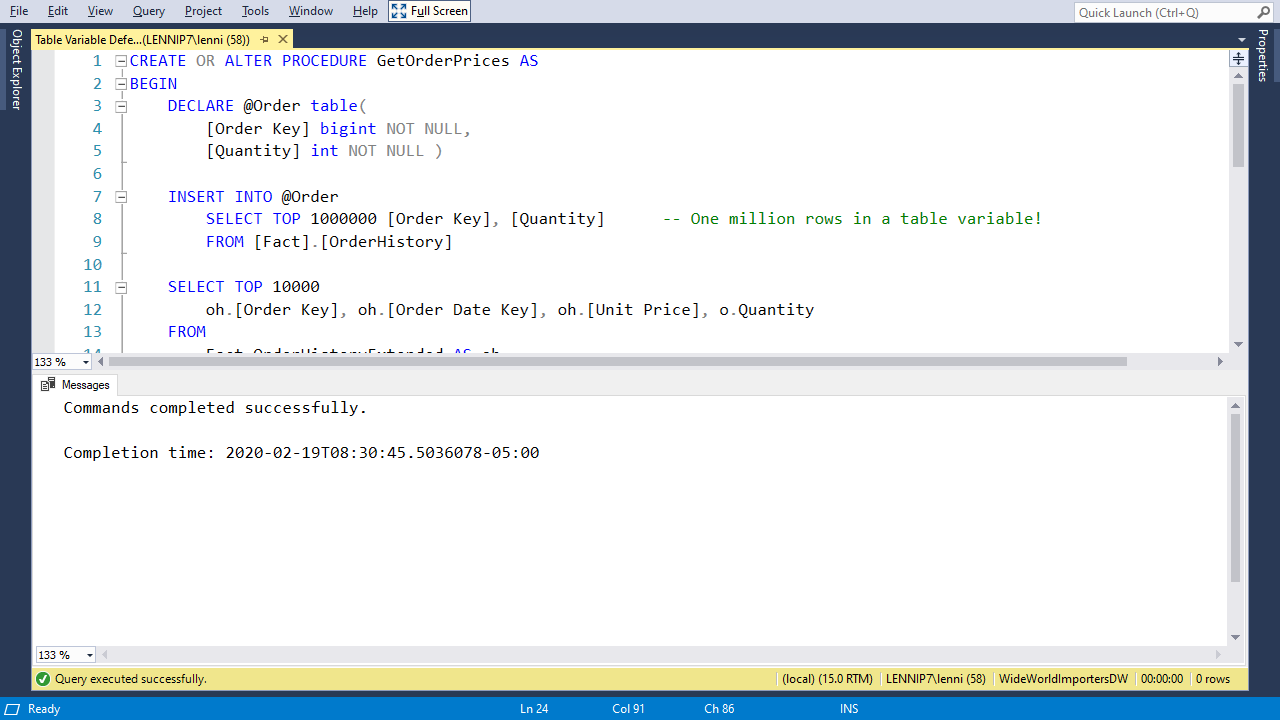 File Edit View Query Project Tools Window Help Full Screen Quick Launch (Ctrl+Q)
Object Explorer
Table Variable Defe...(LENNIP7\lenni (58))
Properties
1 CREATE OR ALTER PROCEDURE GetOrderPrices AS
2 BEGIN
3 DECLARE @Order table(
4 [Order Key] bigint NOT NULL,
5 [Quantity] int NOT NULL )
6
7 INSERT INTO @Order
8 SELECT TOP 1000000 [Order Key], [Quantity] -- One million rows in a table variable!
9 FROM [Fact].[OrderHistory]
10
11 SELECT TOP 10000
12 oh.[Order Key], oh.[Order Date Key], oh.[Unit Price], o.Quantity
13 FROM
14 Fact.OrderHistoryExtended AS oh
133 %
Messages
Commands completed successfully.
Completion time: 2020-02-19T08:30:45.5036078-05:00
133 %
Query executed successfully. (local) (15.0 RTM) LENNIP7\lenni (58) WideWorldImportersDW 00:00:00 0 rows
Ready Ln 24 Col 91 Ch 86 INS